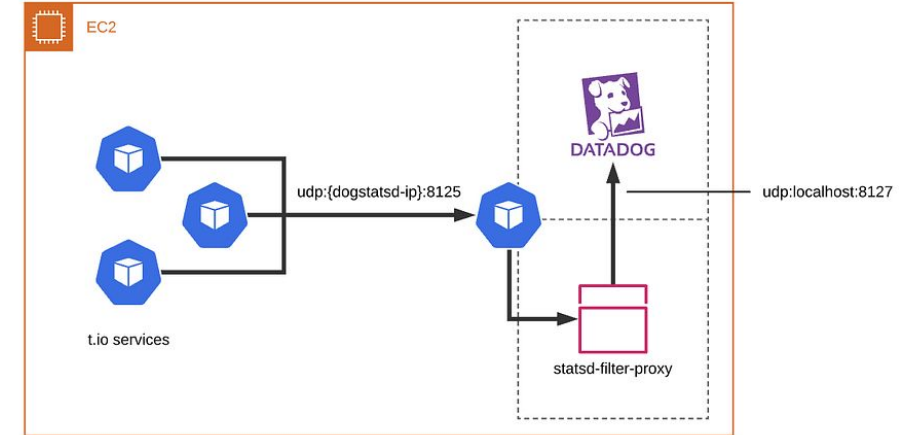 EC2
DATADOG
udp:{dogstatsd-ip}:8125
udp:localhost:8127
t.io services
statsd-filter-proxy